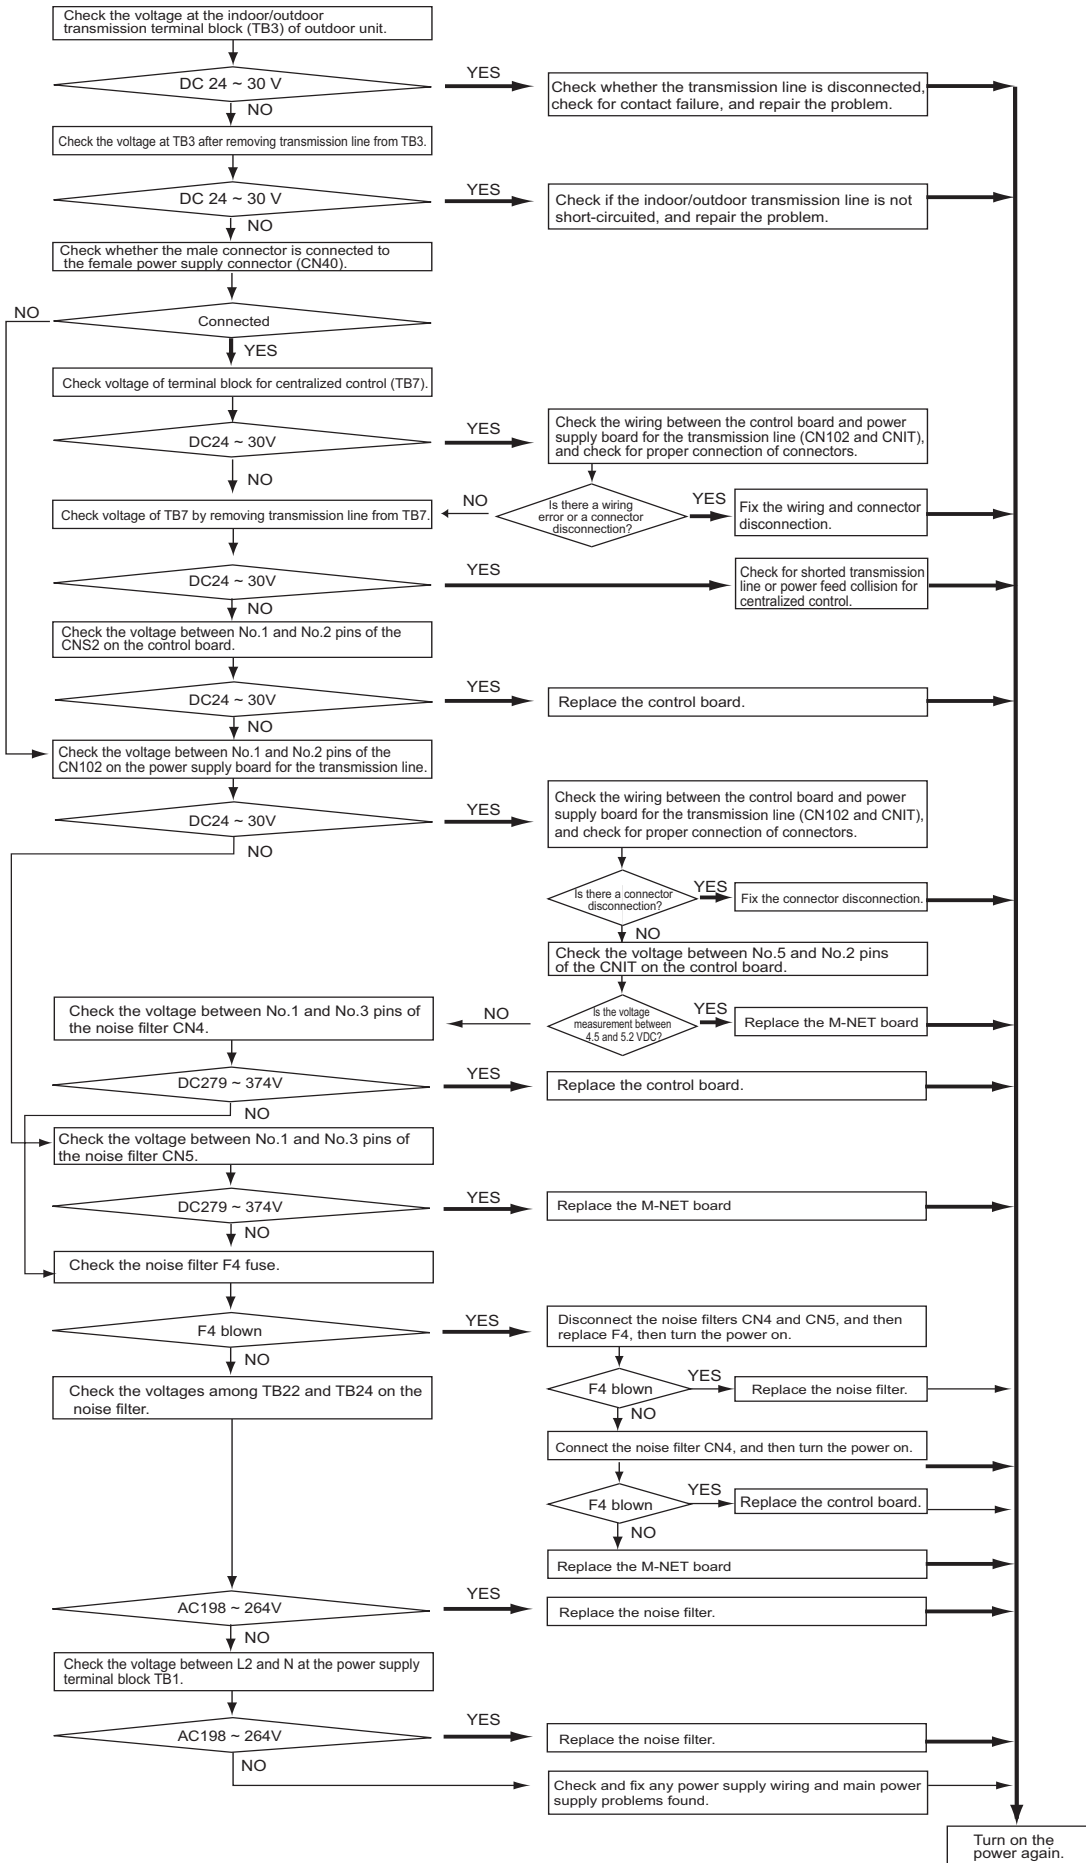 Check the voltage at the indoor/outdoor
transmission terminal block (TB3) of outdoor unit.
DC 24 ~ 30 V
YES
Check whether the transmission line is disconnected,
check for contact failure, and repair the problem.
NO
Check the voltage at TB3 after removing transmission line from TB3.
DC 24 ~ 30 V
YES
Check if the indoor/outdoor transmission line is not
short-circuited, and repair the problem.
NO
Check whether the male connector is connected to
the female power supply connector (CN40).
NO
Connected
YES
Check voltage of terminal block for centralized control (TB7).
DC24 ~ 30V
YES
Check the wiring between the control board and power
supply board for the transmission line (CN102 and CNIT),
and check for proper connection of connectors.
NO
Check voltage of TB7 by removing transmission line from TB7.
NO
Is there a wiring
error or a connector
disconnection?
YES
Fix the wiring and connector
disconnection.
DC24 ~ 30V
YES
Check for shorted transmission
line or power feed collision for
centralized control.
NO
Check the voltage between No.1 and No.2 pins of the
CNS2 on the control board.
DC24 ~ 30V
YES
Replace the control board.
NO
Check the voltage between No.1 and No.2 pins of the
CN102 on the power supply board for the transmission line.
DC24 ~ 30V
YES
Check the wiring between the control board and power
supply board for the transmission line (CN102 and CNIT),
and check for proper connection of connectors.
NO
Is there a connector
disconnection?
YES
Fix the connector disconnection.
NO
Check the voltage between No.5 and No.2 pins
of the CNIT on the control board.
Check the voltage between No.1 and No.3 pins of
the noise filter CN4.
NO
Is the voltage
measurement between
4.5 and 5.2 VDC?
YES
Replace the M-NET board
DC279 ~ 374V
YES
Replace the control board.
NO
Check the voltage between No.1 and No.3 pins of
the noise filter CN5.
DC279 ~ 374V
YES
Replace the M-NET board
NO
Check the noise filter F4 fuse.
F4 blown
YES
Disconnect the noise filters CN4 and CN5, and then
replace F4, then turn the power on.
NO
Check the voltages among TB22 and TB24 on the
noise filter.
F4 blown
YES
Replace the noise filter.
NO
Connect the noise filter CN4, and then turn the power on.
F4 blown
YES
Replace the control board.
NO
Replace the M-NET board
AC198 ~ 264V
YES
Replace the noise filter.
NO
Check the voltage between L2 and N at the power supply
terminal block TB1.
AC198 ~ 264V
YES
Replace the noise filter.
NO
Check and fix any power supply wiring and main power
supply problems found.
Turn on the
power again.